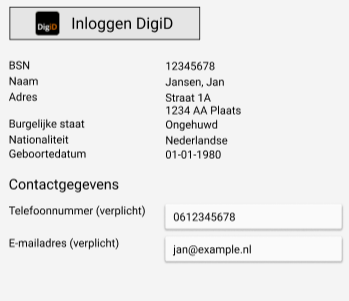 DigiD Inloggen DigiD
BSN 12345678
Naam Jansen, Jan
Adres Straat 1A
1234 AA Plaats
Burgelijke staat Ongehuwd
Nationaliteit Nederlandse
Geboortedatum 01-01-1980
Contactgegevens
Telefoonnummer (verplicht) 0612345678
E-mailadres (verplicht) jan@example.nl